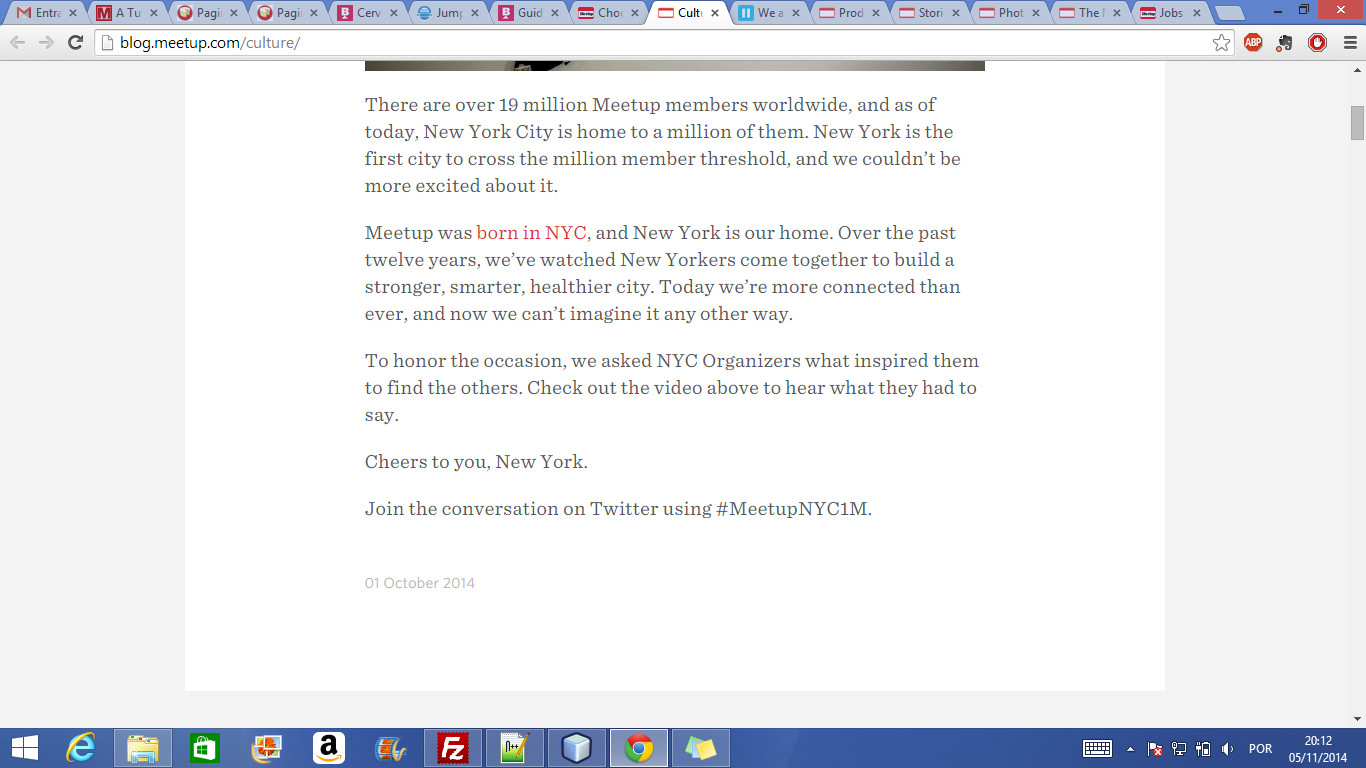 Entra
A Tu
Pagi
Pagi
Cerv
Jump
Guid
Choo
Cultu
We a
Prod
Stori
Phot
The
Jobs
blog.meetup.com/culture/
ABP
There are over 19 million Meetup members worldwide, and as of
today, New York City is home to a million of them. New York is the
first city to cross the million member threshold, and we couldn’t be
more excited about it.
Meetup was born in NYC, and New York is our home. Over the past
twelve years, we’ve watched New Yorkers come together to build a
stronger, smarter, healthier city. Today we’re more connected than
ever, and now we can’t imagine it any other way.
To honor the occasion, we asked NYC Organizers what inspired them
to find the others. Check out the video above to hear what they had to
say.
Cheers to you, New York.
Join the conversation on Twitter using #MeetupNYC1M.
01 October 2014
POR
20:12
05/11/2014